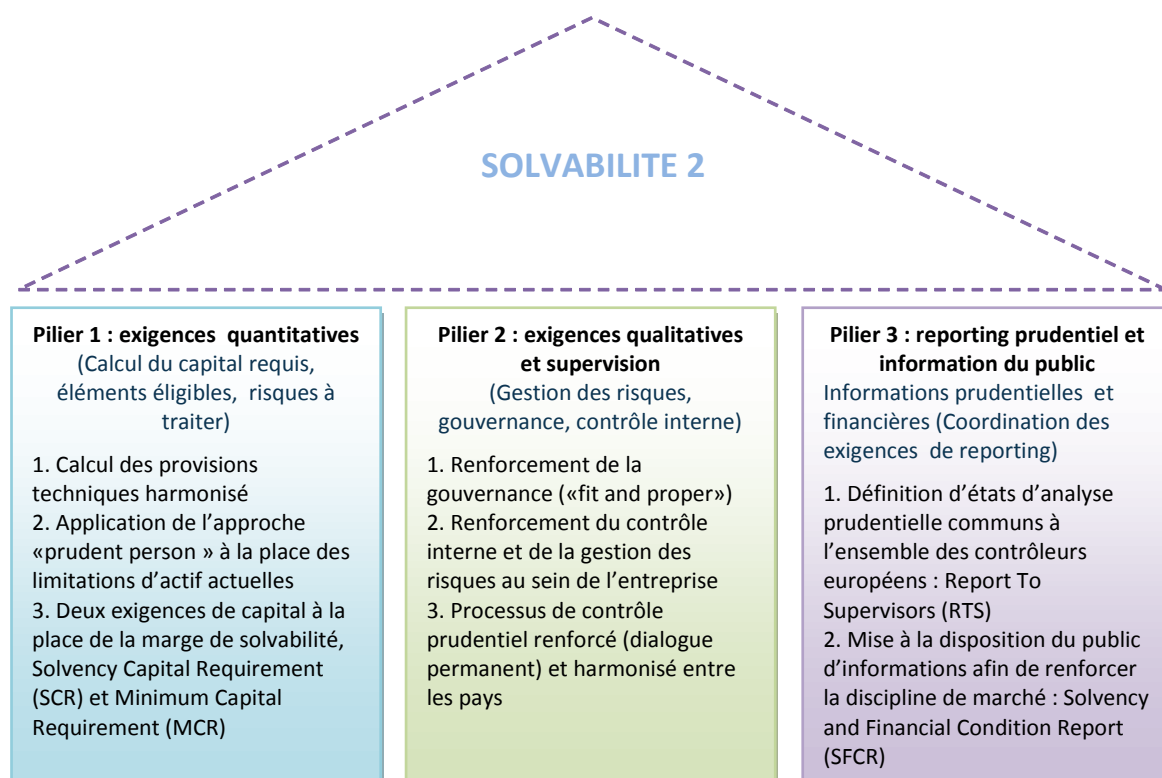 SOLVABILITE 2
Pilier 1 : exigences quantitatives
(Calcul du capital requis,
éléments éligibles, risques à
traiter)
1. Calcul des provisions
techniques harmonisé
2. Application de l’approche
«prudent person » à la place des
limitations d’actif actuelles
3. Deux exigences de capital à la
place de la marge de solvabilité,
Solvency Capital Requirement
(SCR) et Minimum Capital
Requirement (MCR)
Pilier 2 : exigences qualitatives
et supervision
(Gestion des risques,
gouvernance, contrôle interne)
1. Renforcement de la
gouvernance («fit and proper»)
2. Renforcement du contrôle
interne et de la gestion des
risques au sein de l’entreprise
3. Processus de contrôle
prudentiel renforcé (dialogue
permanent) et harmonisé entre
les pays
Pilier 3 : reporting prudentiel et
information du public
Informations prudentielles et
financières (Coordination des
exigences de reporting)
1. Définition d’états d’analyse
prudentielle communs à
l’ensemble des contrôleurs
européens : Report To
Supervisors (RTS)
2. Mise à la disposition du public
d’informations afin de renforcer
la discipline de marché : Solvency
and Financial Condition Report
(SFCR)